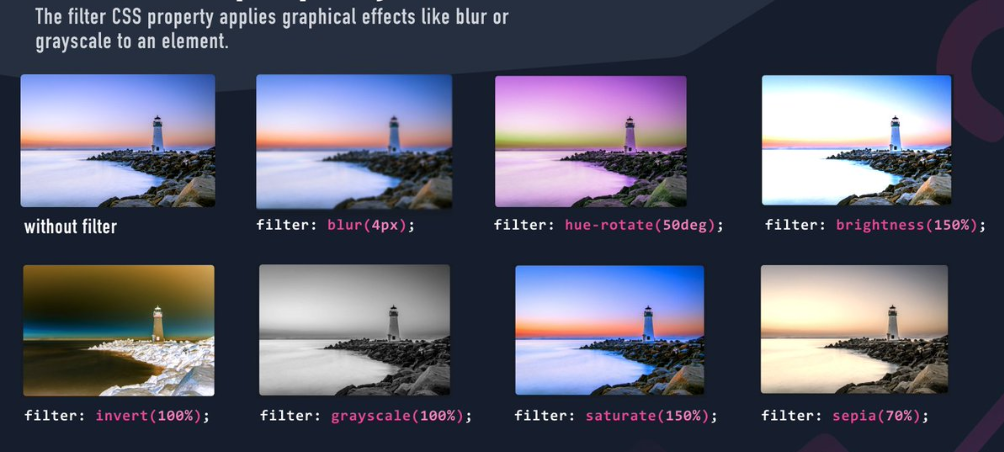 The filter CSS property applies graphical effects like blur or
grayscale to an element.
without filter
filter: blur(4px);
filter: hue-rotate(50deg);
filter: brightness(150%);
filter: invert(100%);
filter: grayscale(100%);
filter: saturate(150%);
filter: sepia(70%);